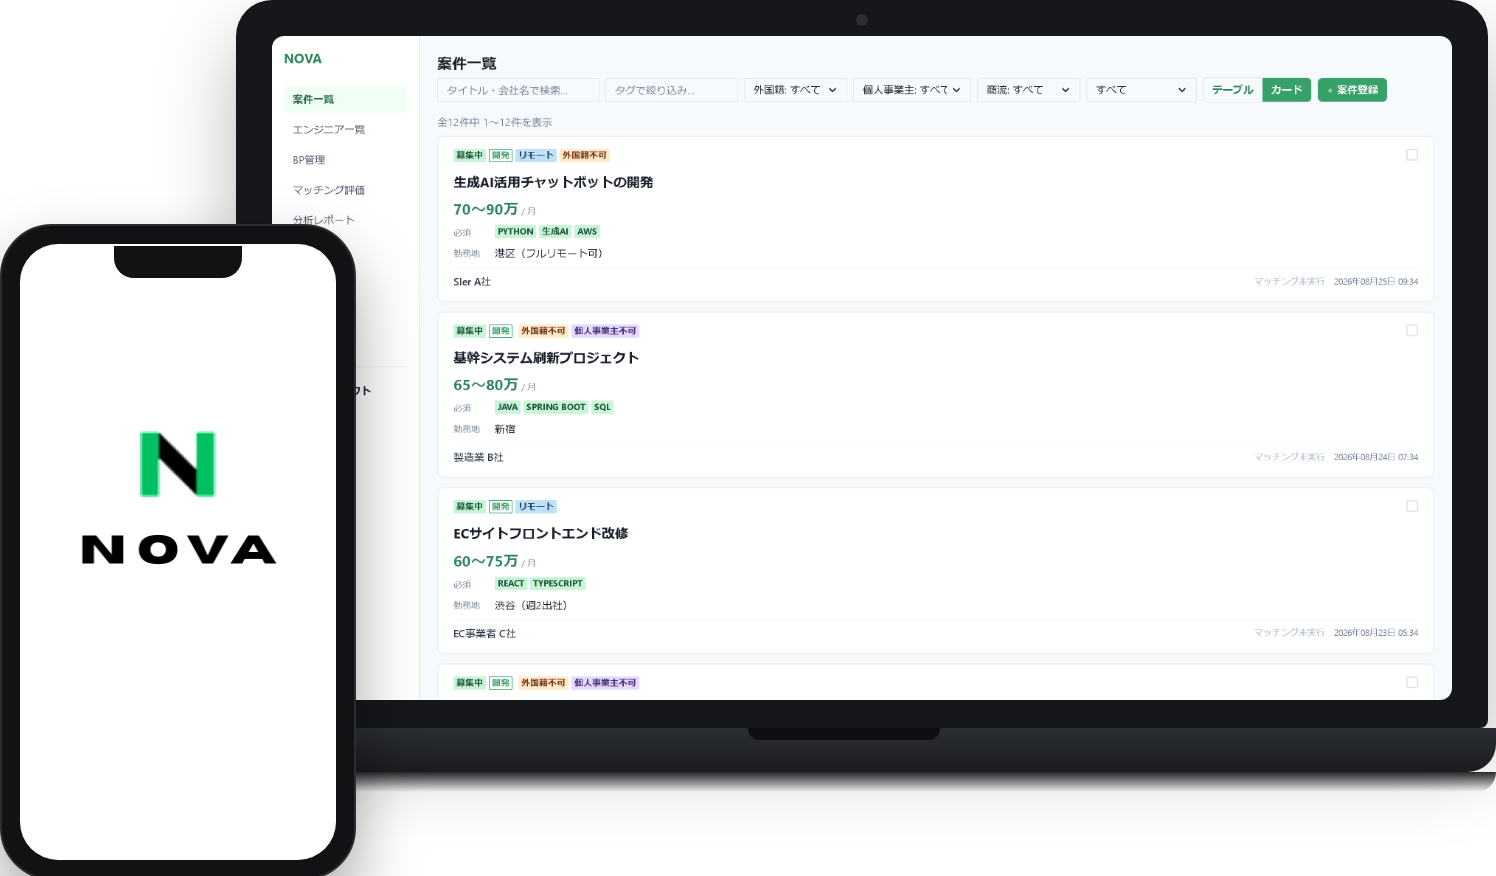 NOVA
案件一覧
エンジニア一覧
BP管理
マッチング評価
分析レポート
案件一覧
タイトル・会社名で検索...
タグで絞り込み...
外国籍: すべて
個人事業主: すべて
商流: すべて
すべて
テーブル
カード
+ 案件登録
全12件中 1〜12件を表示
募集中 開発 リモート 外国籍不可
生成AI活用チャットボットの開発
70〜90万 / 月
必須 PYTHON 生成AI AWS
勤務地 港区（フルリモート可）
SIer A社 マッチング未実行 2026年08月25日 09:34
募集中 開発 外国籍不可 個人事業主不可
基幹システム刷新プロジェクト
65〜80万 / 月
必須 JAVA SPRING BOOT SQL
勤務地 新宿
製造業 B社 マッチング未実行 2026年08月24日 07:34
募集中 開発 リモート
ECサイトフロントエンド改修
60〜75万 / 月
必須 REACT TYPESCRIPT
勤務地 渋谷（週2出社）
EC事業者 C社 マッチング未実行 2026年08月23日 05:34
募集中 開発 外国籍不可 個人事業主不可
N
NOVA